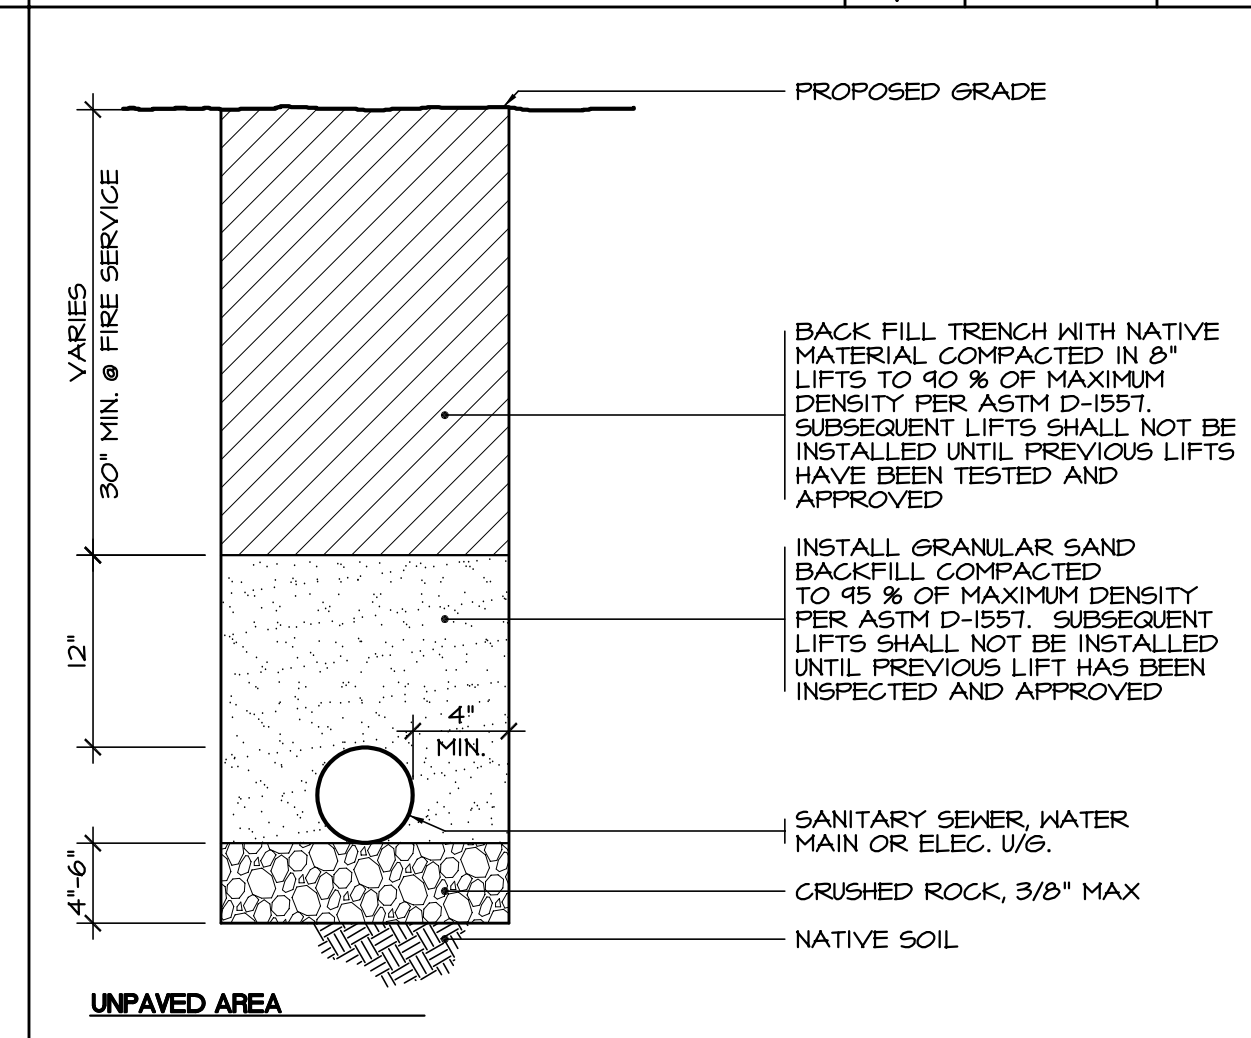 PROPOSED GRADE
VARIES
30" MIN. @ FIRE SERVICE
BACK FILL TRENCH WITH NATIVE
MATERIAL COMPACTED IN 8"
LIFTS TO 90 % OF MAXIMUM
DENSITY PER ASTM D-1557.
SUBSEQUENT LIFTS SHALL NOT BE
INSTALLED UNTIL PREVIOUS LIFTS
HAVE BEEN TESTED AND
APPROVED
INSTALL GRANULAR SAND
BACKFILL COMPACTED
TO 95 % OF MAXIMUM DENSITY
PER ASTM D-1557. SUBSEQUENT
LIFTS SHALL NOT BE INSTALLED
UNTIL PREVIOUS LIFT HAS BEEN
INSPECTED AND APPROVED
12"
4"
MIN.
SANITARY SEWER, WATER
MAIN OR ELEC. U/G.
4"-6"
CRUSHED ROCK, 3/8" MAX
NATIVE SOIL
UNPAVED AREA